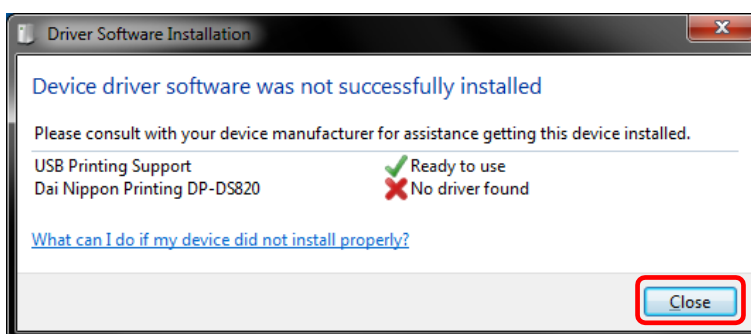 Driver Software Installation
Device driver software was not successfully installed
Please consult with your device manufacturer for assistance getting this device installed.
USB Printing Support Ready to use
Dai Nippon Printing DP-DS820 No driver found
What can I do if my device did not install properly?
Close